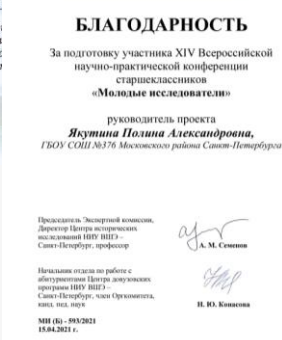 БЛАГОДАРНОСТЬ
За подготовку участника XIV Всероссийской
научно-практической конференции
старшеклассников
«Молодые исследователи»
руководитель проекта
Якутина Полина Александровна,
ГБОУ СОШ №376 Московского района Санкт-Петербурга
Председатель Экспертной комиссии,
Директор Центра исторических
исследований НИУ ВШЭ –
Санкт-Петербург, профессор
А. М. Семенов
Начальник отдела по работе с
абитуриентами Центра довузовских
программ НИУ ВШЭ –
Санкт-Петербург, член Оргкомитета,
канд. пед. наук
Н. Ю. Конасова
МИ (Б) - 593/2021
15.04.2021 г.